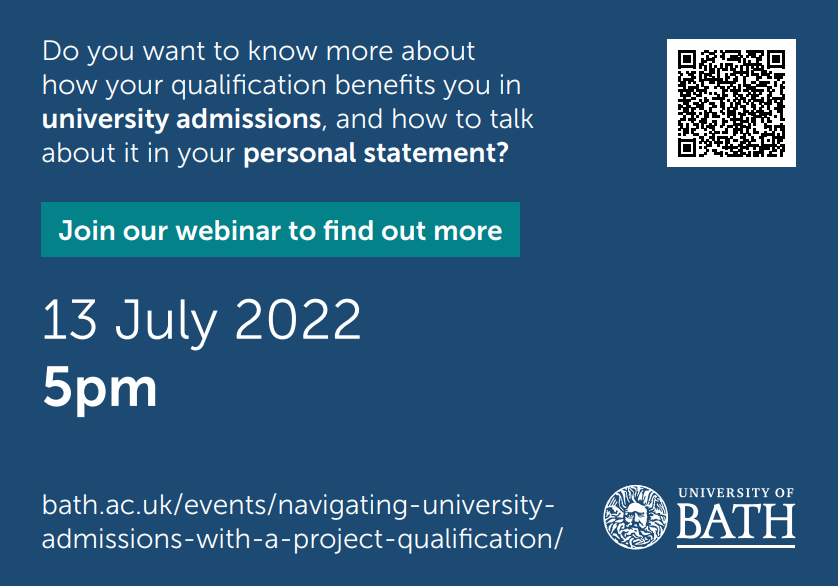 Do you want to know more about
how your qualification benefits you in
university admissions, and how to talk
about it in your personal statement?
Join our webinar to find out more
13 July 2022
5pm
bath.ac.uk/events/navigating-university-
admissions-with-a-project-qualification/
UNIVERSITY OF
BATH